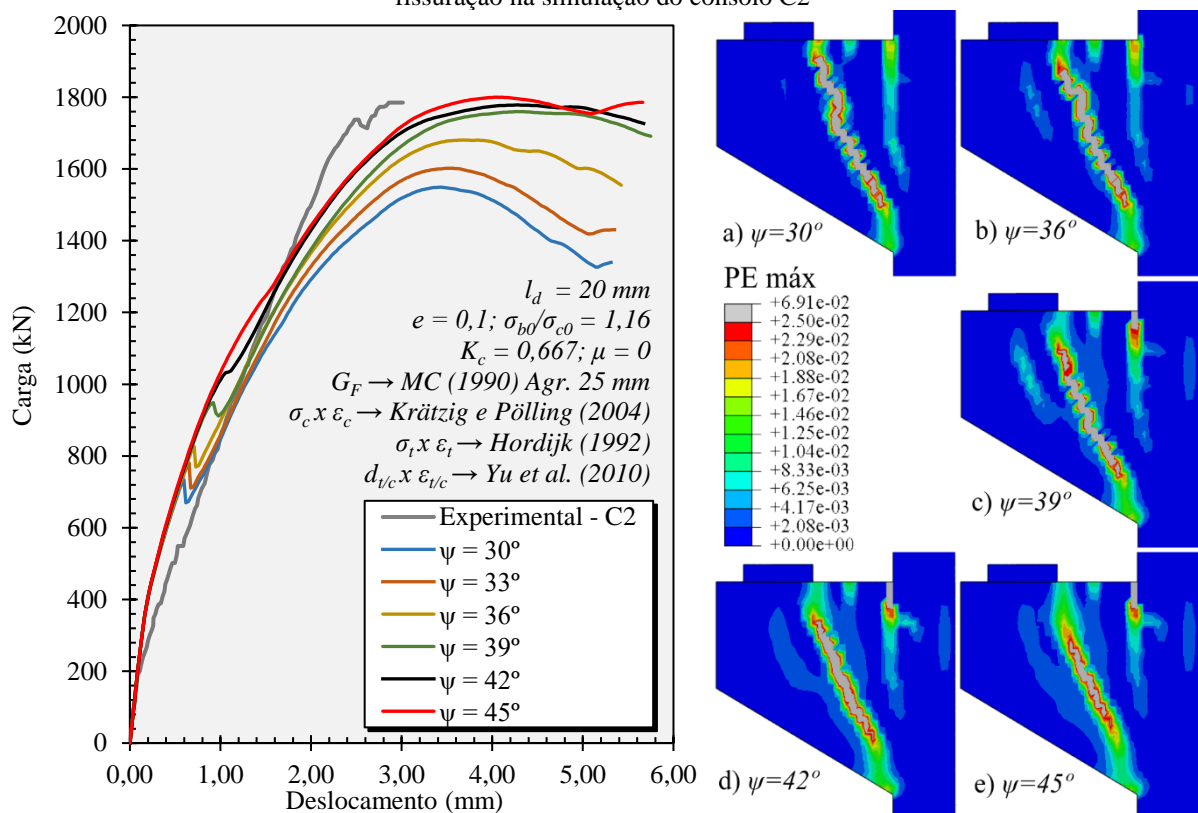 fissuração na simulação do consolo C2
2000
1800
1600
1400
1200
1000
800
600
400
200
0
Carga (kN)
0,00
1,00
2,00
3,00
4,00
5,00
6,00
Deslocamento (mm)
l_d = 20 mm
e = 0,1; σ_b0/σ_c0 = 1,16
K_c = 0,667; μ = 0
G_F → MC (1990) Agr. 25 mm
σ_c x ε_c → Krätzig e Pölling (2004)
σ_t x ε_t → Hordijk (1992)
d_t/c x ε_t/c → Yu et al. (2010)
Experimental - C2
ψ = 30º
ψ = 33º
ψ = 36º
ψ = 39º
ψ = 42º
ψ = 45º
a) ψ=30º
b) ψ=36º
PE máx
+6.91e-02
+2.50e-02
+2.29e-02
+2.08e-02
+1.88e-02
+1.67e-02
+1.46e-02
+1.25e-02
+1.04e-02
+8.33e-03
+6.25e-03
+4.17e-03
+2.08e-03
+0.00e+00
c) ψ=39º
d) ψ=42º
e) ψ=45º